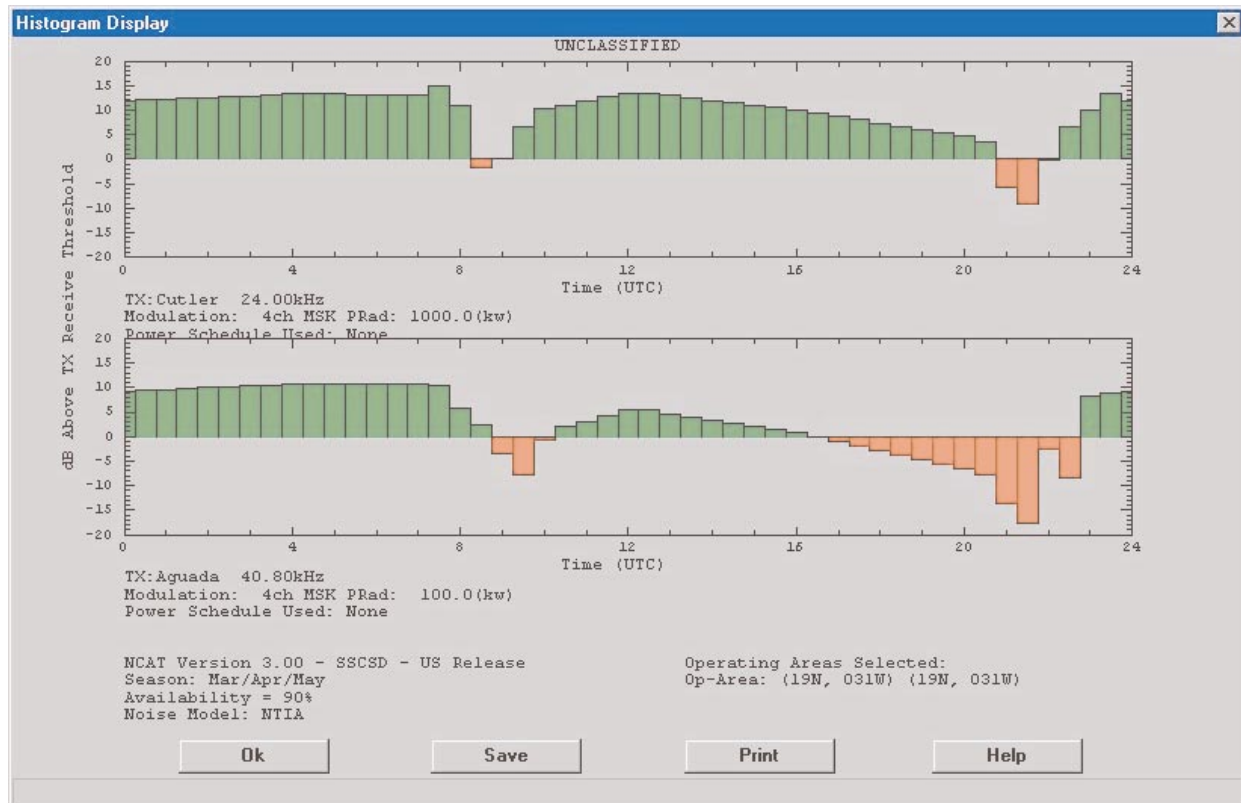 Histogram Display
UNCLASSIFIED
dB Above TX Receive Threshold
20
15
10
5
0
-5
-10
-15
-20
0 4 8 12 16 20 24
Time (UTC)
TX:Cutler 24.00kHz
Modulation: 4ch MSK PRad: 1000.0(kw)
Power Schedule Used: None
20
15
10
5
0
-5
-10
-15
-20
0 4 8 12 16 20 24
Time (UTC)
TX:Aguada 40.80kHz
Modulation: 4ch MSK PRad: 100.0(kw)
Power Schedule Used: None
NCAT Version 3.00 - SSCSD - US Release
Season: Mar/Apr/May
Availability = 90%
Noise Model: NTIA
Operating Areas Selected:
Op-Area: (19N, 031W) (19N, 031W)
Ok Save Print Help